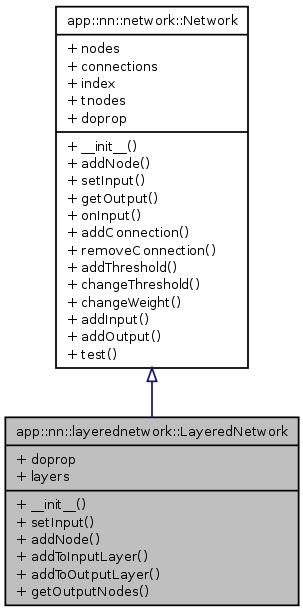 app::nn::network::Network
+ nodes
+ connections
+ index
+ tnodes
+ doprop
+ __init__()
+ addNode()
+ setInput()
+ getOutput()
+ onInput()
+ addConnection()
+ removeConnection()
+ addThreshold()
+ changeThreshold()
+ changeWeight()
+ addInput()
+ addOutput()
+ test()
app::nn::layerednetwork::LayeredNetwork
+ doprop
+ layers
+ __init__()
+ setInput()
+ addNode()
+ addToInputLayer()
+ addToOutputLayer()
+ getOutputNodes()